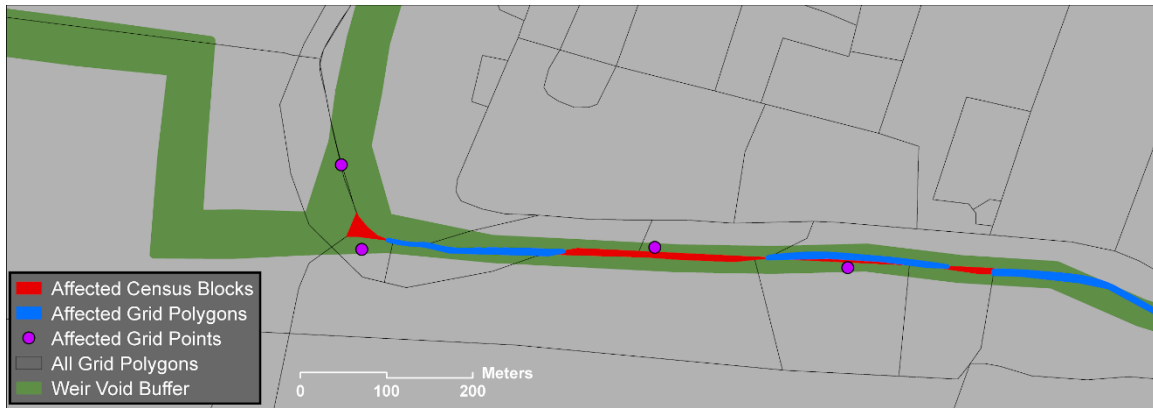 Affected Census Blocks
Affected Grid Polygons
Affected Grid Points
All Grid Polygons
Weir Void Buffer
Meters
0 100 200